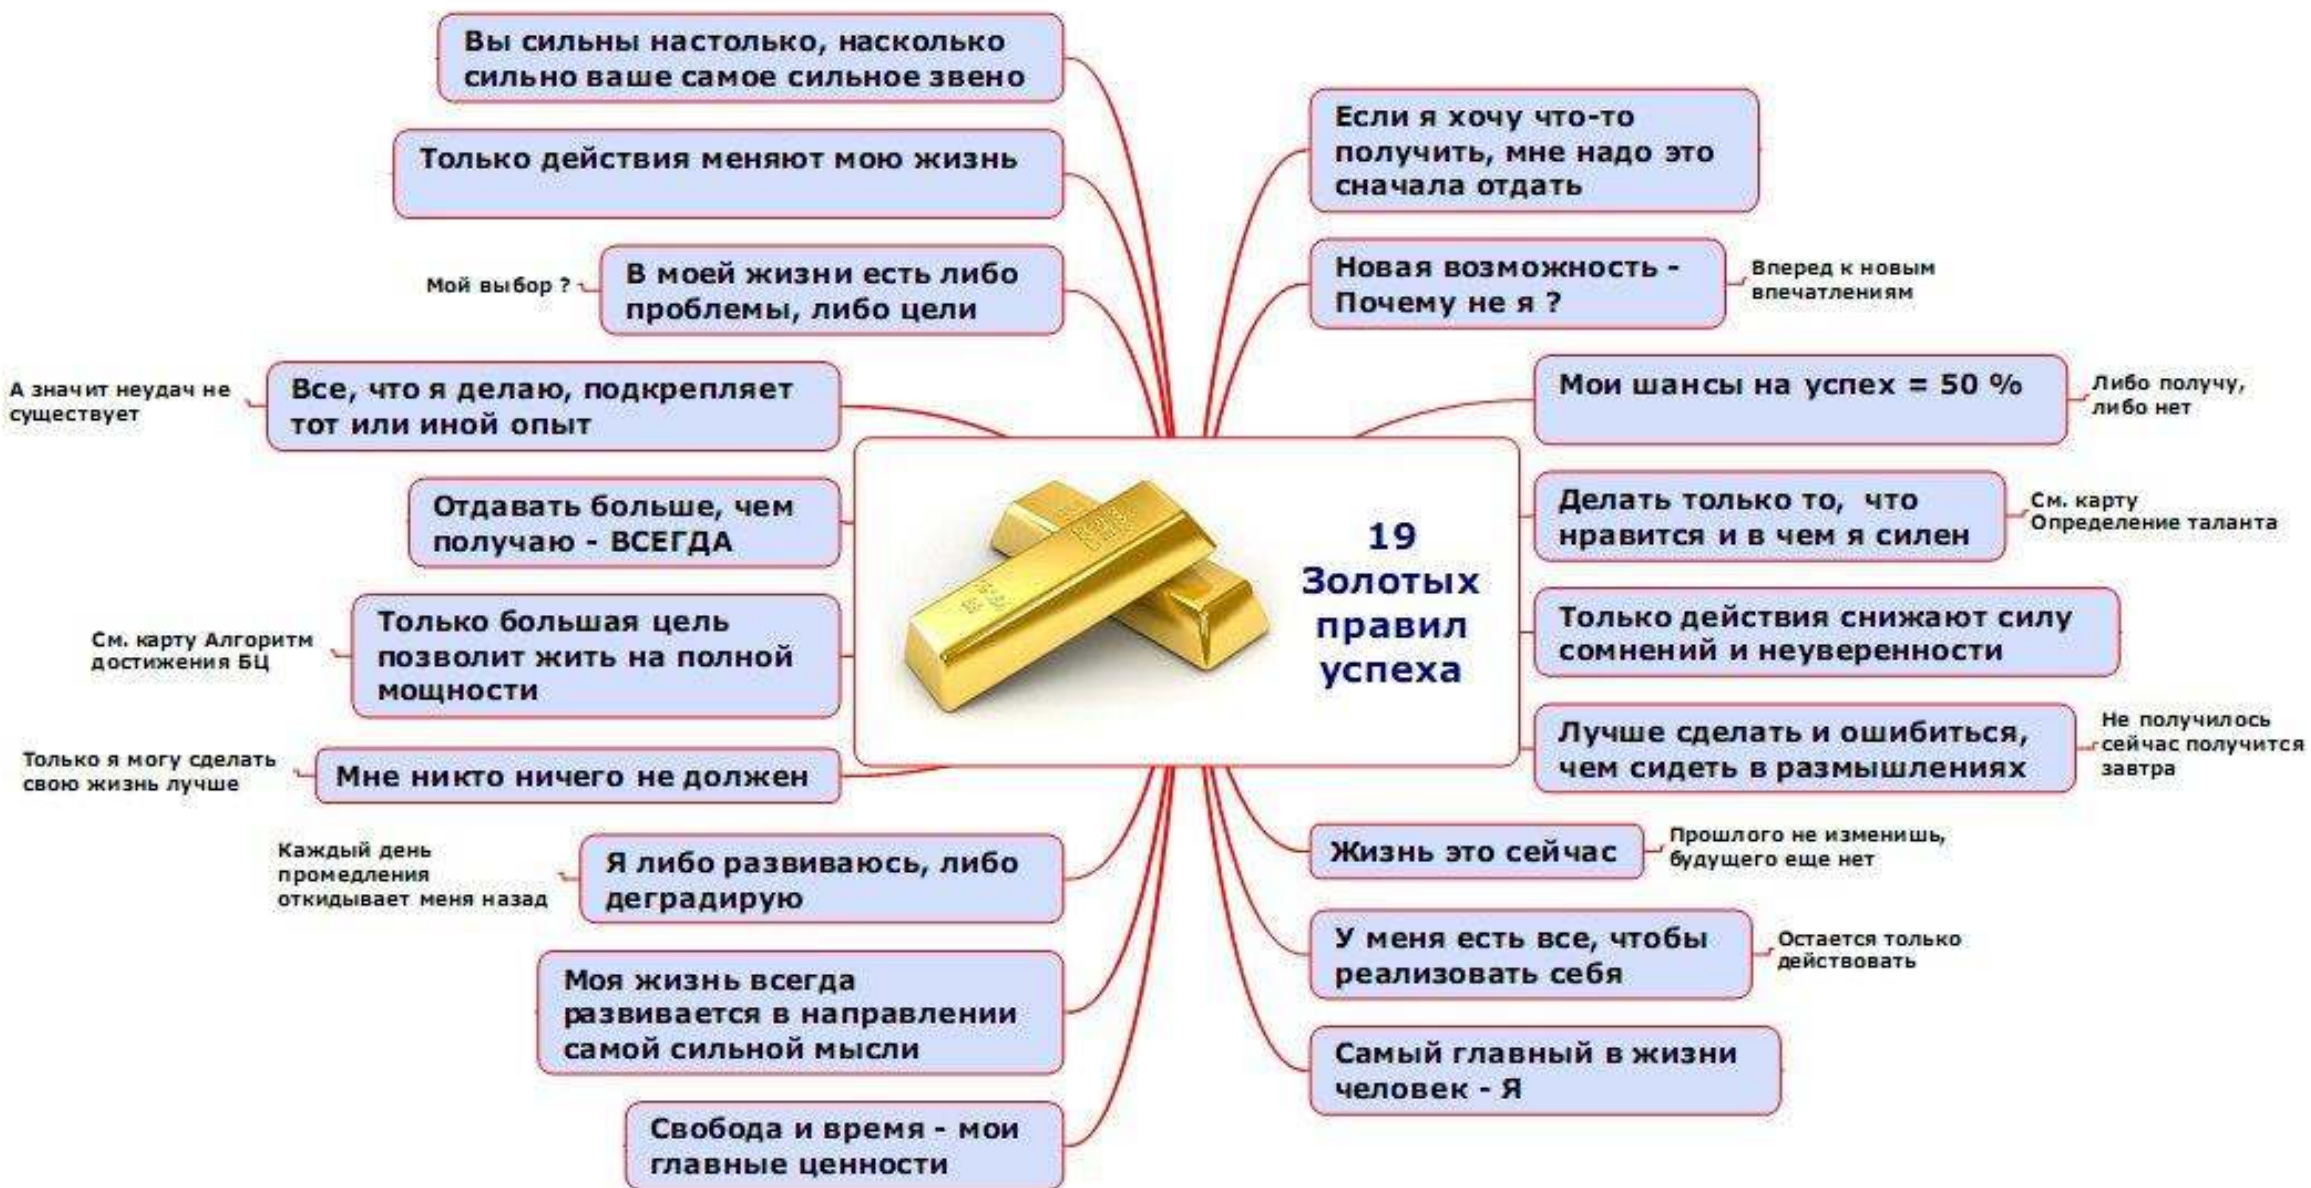 19
Золотых
правил
успеха
Если я хочу что-то
получить, мне надо это
сначала отдать
Новая возможность -
Почему не я ?
Вперед к новым
впечатлениям
Мои шансы на успех = 50 %
Либо получу,
либо нет
Делать только то, что
нравится и в чем я силен
См. карту
Определение таланта
Только действия снижают силу
сомнений и неуверенности
Лучше сделать и ошибиться,
чем сидеть в размышлениях
Не получилось
сейчас получится
завтра
Жизнь это сейчас
Прошлого не изменишь,
будущего еще нет
У меня есть все, чтобы
реализовать себя
Остается только
действовать
Самый главный в жизни
человек - Я
Вы сильны настолько, насколько
сильно ваше самое сильное звено
Только действия меняют мою жизнь
В моей жизни есть либо
проблемы, либо цели
Мой выбор ?
Все, что я делаю, подкрепляет
тот или иной опыт
А значит неудач не
существует
Отдавать больше, чем
получаю - ВСЕГДА
Только большая цель
позволит жить на полной
мощности
См. карту Алгоритм
достижения БЦ
Мне никто ничего не должен
Только я могу сделать
свою жизнь лучше
Я либо развиваюсь, либо
деградирую
Каждый день
промедления
откидывает меня назад
Моя жизнь всегда
развивается в направлении
самой сильной мысли
Свобода и время - мои
главные ценности